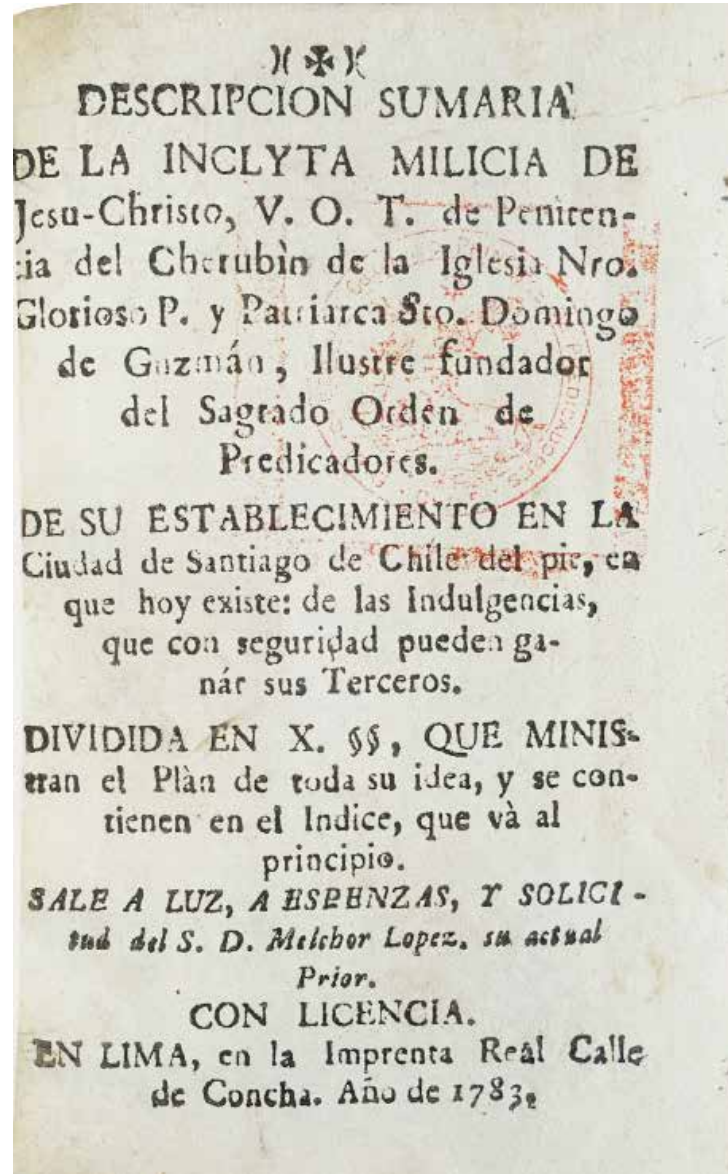 )( ✠ )(
DESCRIPCION SUMARIA
DE LA INCLYTA MILICIA DE
Jesu-Christo, V. O. T. de Peniten-
cia del Cherubìn de la Iglesia Nro.
Glorioso P. y Patriarca Sto. Domingo
de Guzmán, Ilustre fundador
del Sagrado Orden de
Predicadores.
DE SU ESTABLECIMIENTO EN LA
Ciudad de Santiago de Chile del pie, en
que hoy existe: de las Indulgencias,
que con seguridad pueden ga-
nár sus Terceros.
DIVIDIDA EN X. §§, QUE MINIS-
tran el Plàn de toda su idea, y se con-
tienen en el Indice, que và al
principio.
SALE A LUZ, A ESPENZAS, Y SOLICI-
tud del S. D. Melchor Lopez. su actual
Prior.
CON LICENCIA.
EN LIMA, en la Imprenta Reàl Calle
de Concha. Año de 1783.